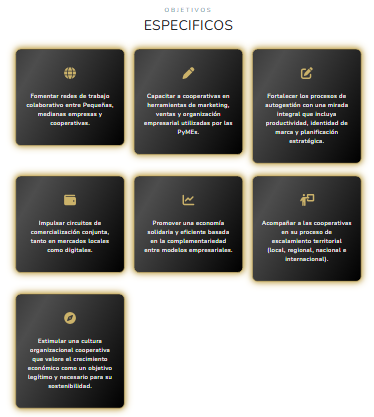 OBJETIVOS
ESPECIFICOS
Fomentar redes de trabajo
colaborativo entre Pequeñas,
medianas empresas y
cooperativas.
Capacitar a cooperativas en
herramientas de marketing,
ventas y organización
empresarial utilizadas por las
PyMEs.
Fortalecer los procesos de
autogestión con una mirada
integral que incluya
productividad, identidad de
marca y planificación
estratégica.
Impulsar circuitos de
comercialización conjunta,
tanto en mercados locales
como digitales.
Promover una economía
solidaria y eficiente basada
en la complementariedad
entre modelos empresariales.
Acompañar a las cooperativas
en su proceso de
escalamiento territorial
(local, regional, nacional e
internacional).
Estimular una cultura
organizacional cooperativa
que valore el crecimiento
económico como un objetivo
legítimo y necesario para su
sostenibilidad.